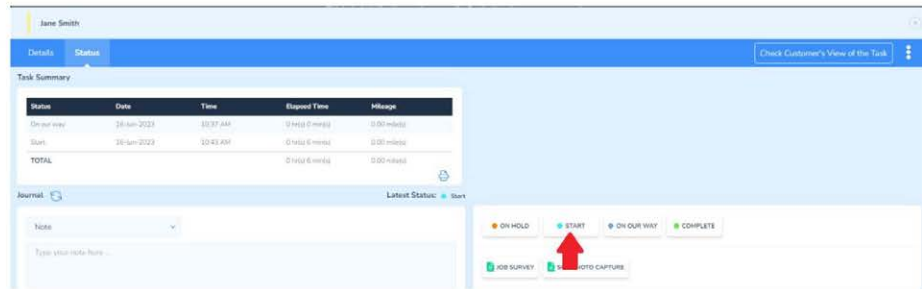 Jane Smith
Details Status Check Customer's View of the Task
Task Summary
Status Date Time Elapsed Time Mileage
On our way 16-Jun-2023 10:37 AM 0 hr(s) 0 min(s) 0.00 mile(s)
Start 16-Jun-2023 10:43 AM 0 hr(s) 6 min(s) 0.00 mile(s)
TOTAL 0 hr(s) 6 min(s) 0.00 mile(s)
Journal Latest Status: Start
Note
Type your note here ...
ON HOLD START ON OUR WAY COMPLETE
JOB SURVEY PHOTO CAPTURE